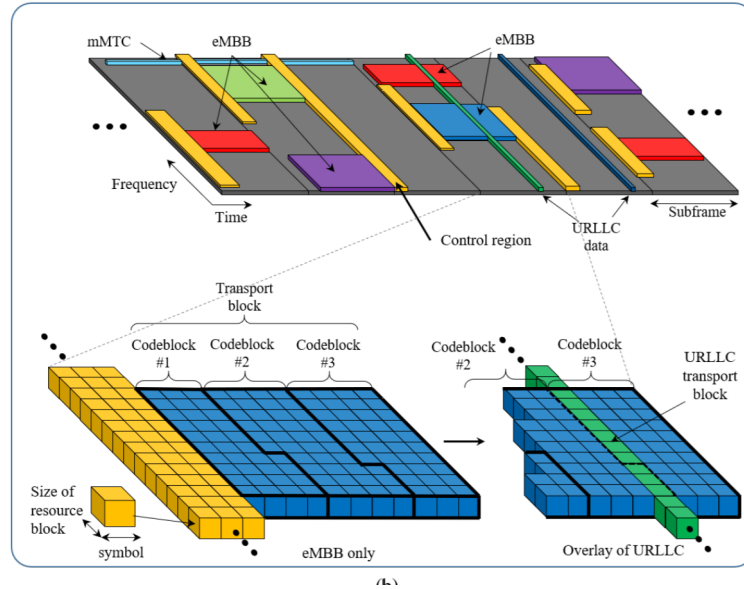 mMTC
eMBB
eMBB
Frequency
Time
Control region
URLLC
data
Subframe
Transport
block
Codeblock
#1
Codeblock
#2
Codeblock
#3
Codeblock
#2
Codeblock
#3
URLLC
transport
block
Size of
resource
block
symbol
eMBB only
Overlay of URLLC
(b)